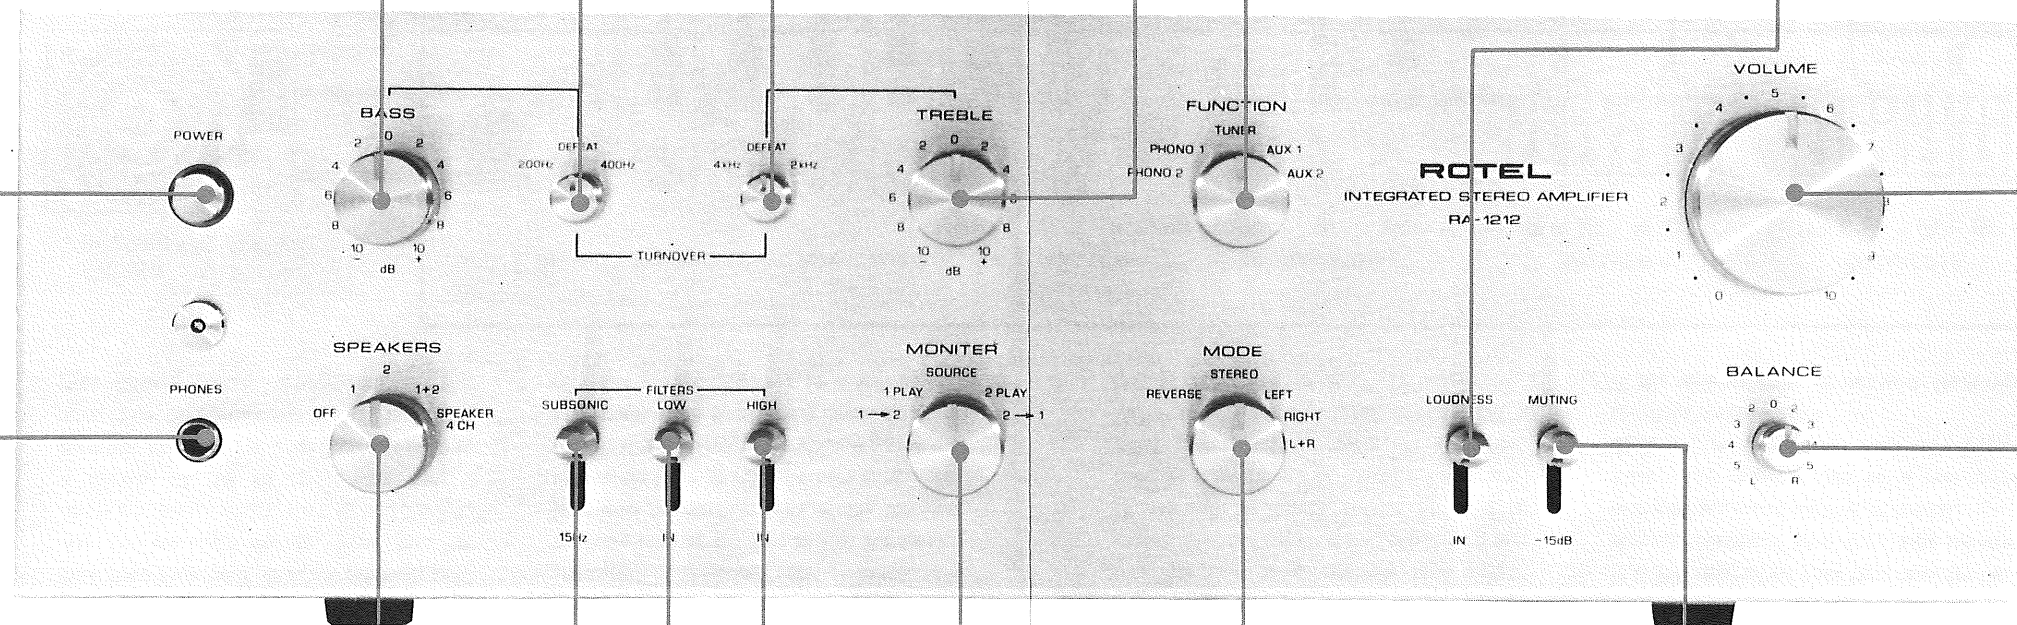 POWER
BASS
0
2 2
4 4
6 6
8 8
10 10
- +
dB
DEFEAT
200Hz 400Hz
DEFEAT
4kHz 2kHz
TURNOVER
TREBLE
0
2 2
4 4
6 6
8 8
10 10
- +
dB
FUNCTION
TUNER
PHONO 1 AUX 1
PHONO 2 AUX 2
ROTEL
INTEGRATED STEREO AMPLIFIER
RA-1212
VOLUME
5
4 6
3 7
2 8
1 9
0 10
PHONES
SPEAKERS
2
1 1+2
OFF SPEAKER
4 CH
FILTERS
SUBSONIC LOW HIGH
15Hz IN IN
MONITER
SOURCE
1 PLAY 2 PLAY
1→2 2→1
MODE
STEREO
REVERSE LEFT
RIGHT
L+R
LOUDNESS MUTING
IN -15dB
BALANCE
0
2 2
3 3
4
5 5
L R